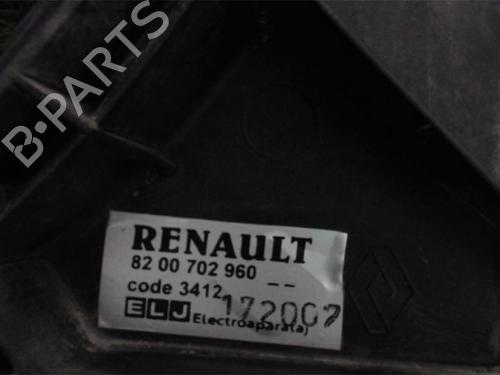 B·PARTS
RENAULT
82 00 702 960 --
code 3412 172007
ELJ Electroaparataj